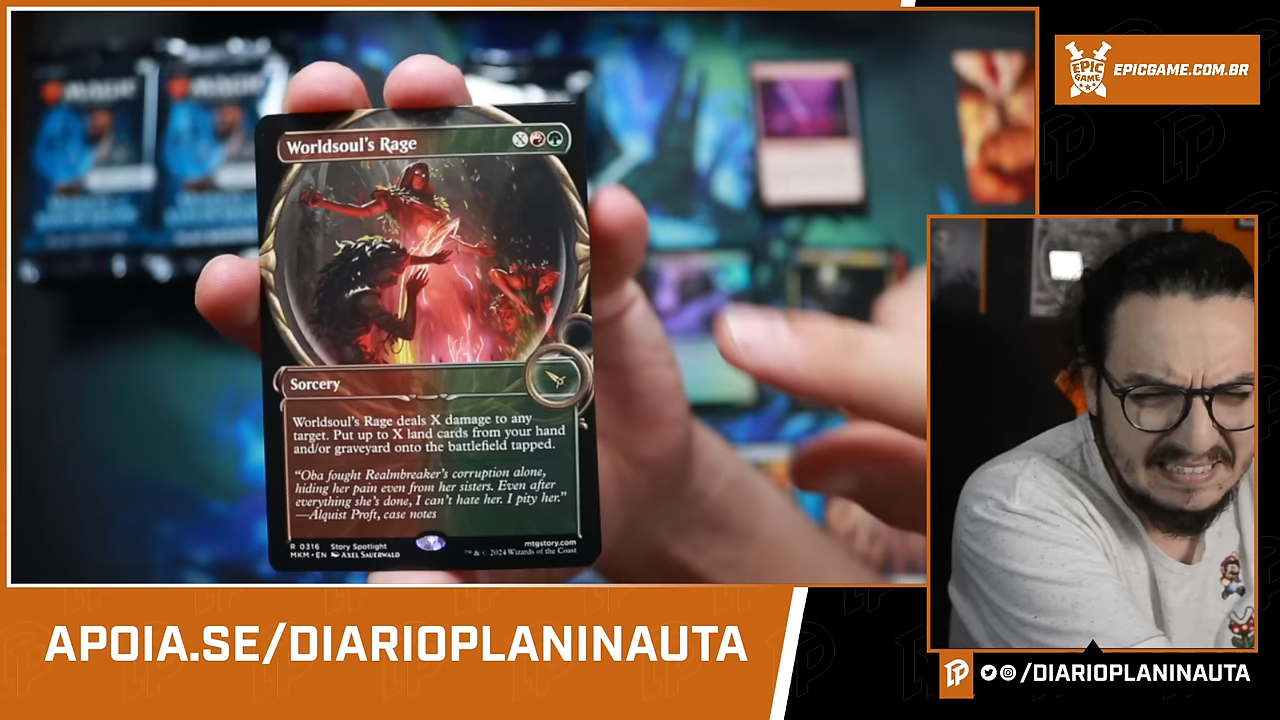 EPIC
GAME
EPICGAME.COM.BR
MAGIC
MAGIC
Worldsoul's Rage
X
Sorcery
Worldsoul's Rage deals X damage to any
target. Put up to X land cards from your hand
and/or graveyard onto the battlefield tapped.
“Oba fought Realmbreaker's corruption alone,
hiding her pain even from her sisters. Even after
everything she's done, I can't hate her. I pity her.”
—Alquist Proft, case notes
R 0316 Story Spotlight mtgstory.com
MKM • EN AXEL SAUERWALD ™ & © 2024 Wizards of the Coast
APOIA.SE/DIARIOPLANINAUTA
/DIARIOPLANINAUTA